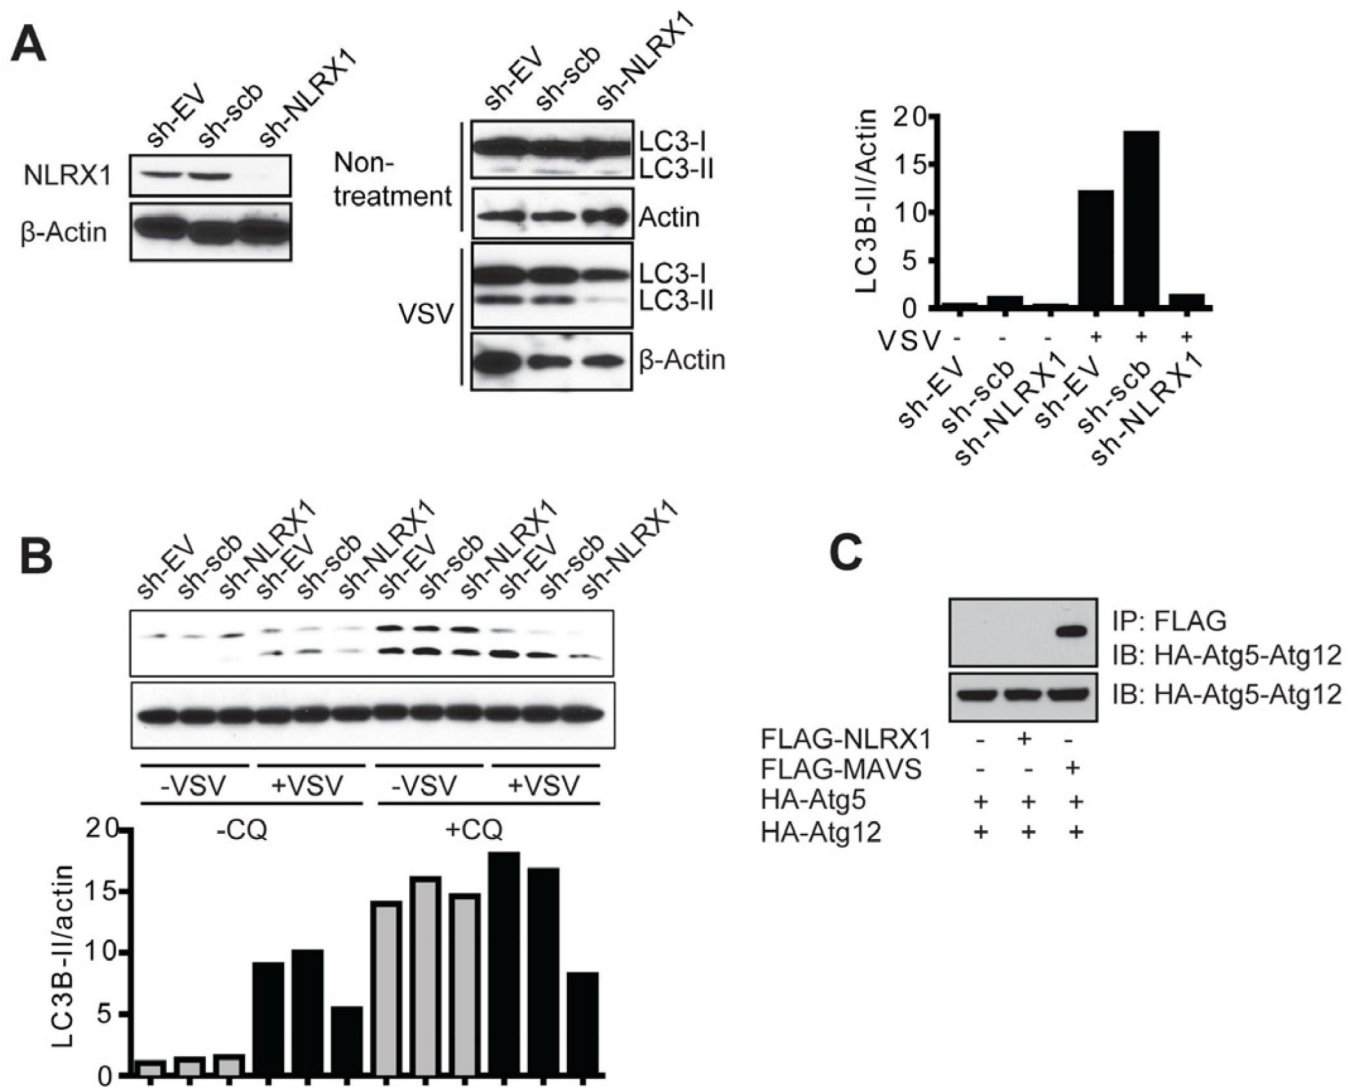 A
sh-EV
sh-scb
sh-NLRX1
NLRX1
β-Actin
sh-EV
sh-scb
sh-NLRX1
Non-
treatment
LC3-I
LC3-II
Actin
VSV
LC3-I
LC3-II
β-Actin
LC3B-II/Actin
20
15
10
5
0
VSV - - - + + +
sh-EV
sh-scb
sh-NLRX1
sh-EV
sh-scb
sh-NLRX1
B
sh-EV
sh-scb
sh-NLRX1
sh-EV
sh-scb
sh-NLRX1
sh-EV
sh-scb
sh-NLRX1
sh-EV
sh-scb
sh-NLRX1
-VSV +VSV -VSV +VSV
-CQ +CQ
LC3B-II/actin
20
15
10
5
0
C
IP: FLAG
IB: HA-Atg5-Atg12
IB: HA-Atg5-Atg12
FLAG-NLRX1 - + -
FLAG-MAVS - - +
HA-Atg5 + + +
HA-Atg12 + + +